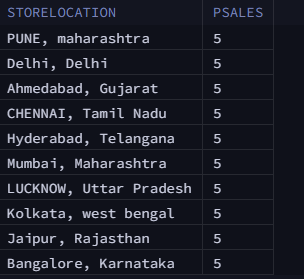 STORELOCATION PSALES
PUNE, maharashtra 5
Delhi, Delhi 5
Ahmedabad, Gujarat 5
CHENNAI, Tamil Nadu 5
Hyderabad, Telangana 5
Mumbai, Maharashtra 5
LUCKNOW, Uttar Pradesh 5
Kolkata, west bengal 5
Jaipur, Rajasthan 5
Bangalore, Karnataka 5